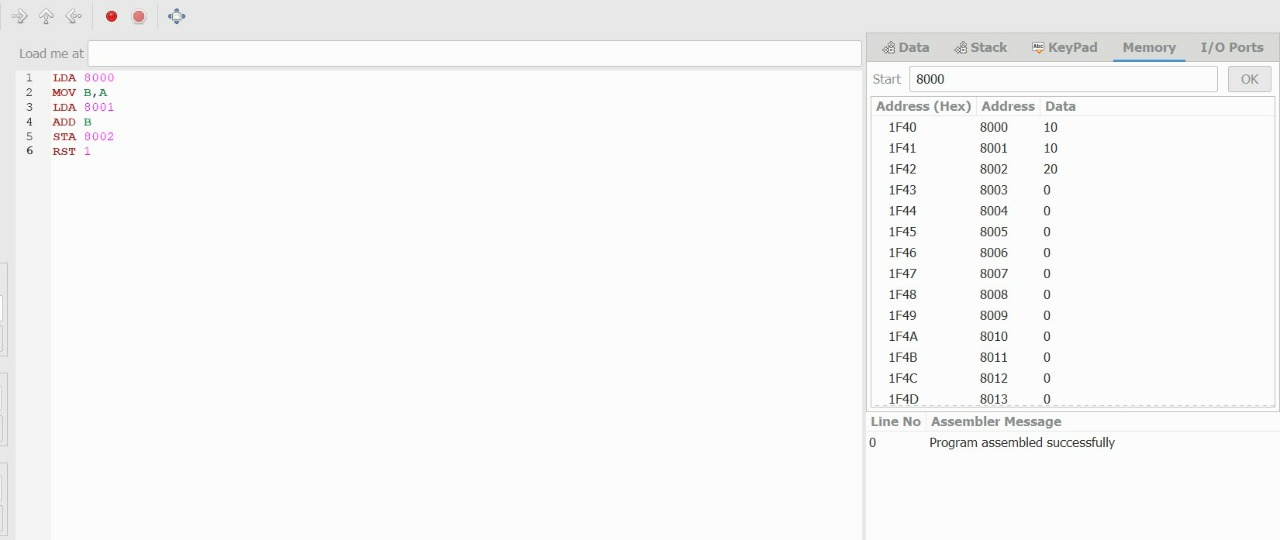 Load me at
1 LDA 8000
2 MOV B,A
3 LDA 8001
4 ADD B
5 STA 8002
6 RST 1
Data Stack KeyPad Memory I/O Ports
Start 8000 OK
Address (Hex) Address Data
1F40 8000 10
1F41 8001 10
1F42 8002 20
1F43 8003 0
1F44 8004 0
1F45 8005 0
1F46 8006 0
1F47 8007 0
1F48 8008 0
1F49 8009 0
1F4A 8010 0
1F4B 8011 0
1F4C 8012 0
1F4D 8013 0
Line No Assembler Message
0 Program assembled successfully